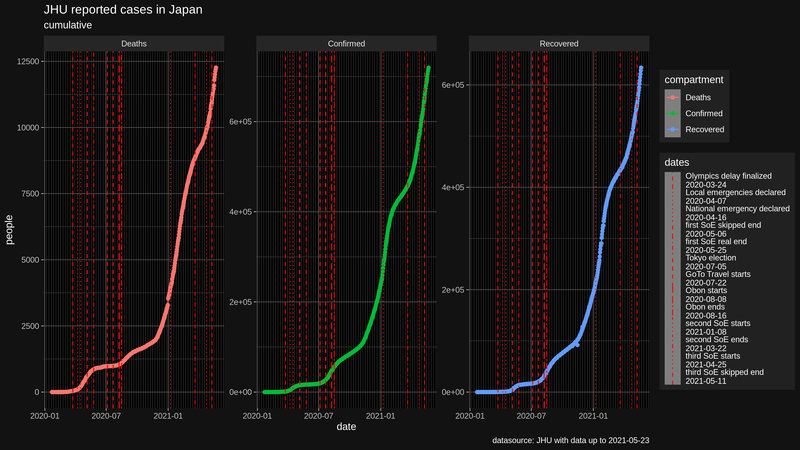 JHU reported cases in Japan
cumulative
Deaths
Confirmed
Recovered
people
12500
10000
7500
5000
2500
0
2020-01
2020-07
2021-01
6e+05
4e+05
2e+05
0e+00
2020-01
2020-07
2021-01
6e+05
4e+05
2e+05
0e+00
2020-01
2020-07
2021-01
date
compartment
Deaths
Confirmed
Recovered
dates
Olympics delay finalized
2020-03-24
Local emergencies declared
2020-04-07
National emergency declared
2020-04-16
first SoE skipped end
2020-05-06
first SoE real end
2020-05-25
Tokyo election
2020-07-05
GoTo Travel starts
2020-07-22
Obon starts
2020-08-08
Obon ends
2020-08-16
second SoE starts
2021-01-08
second SoE ends
2021-03-22
third SoE starts
2021-04-25
third SoE skipped end
2021-05-11
datasource: JHU with data up to 2021-05-23